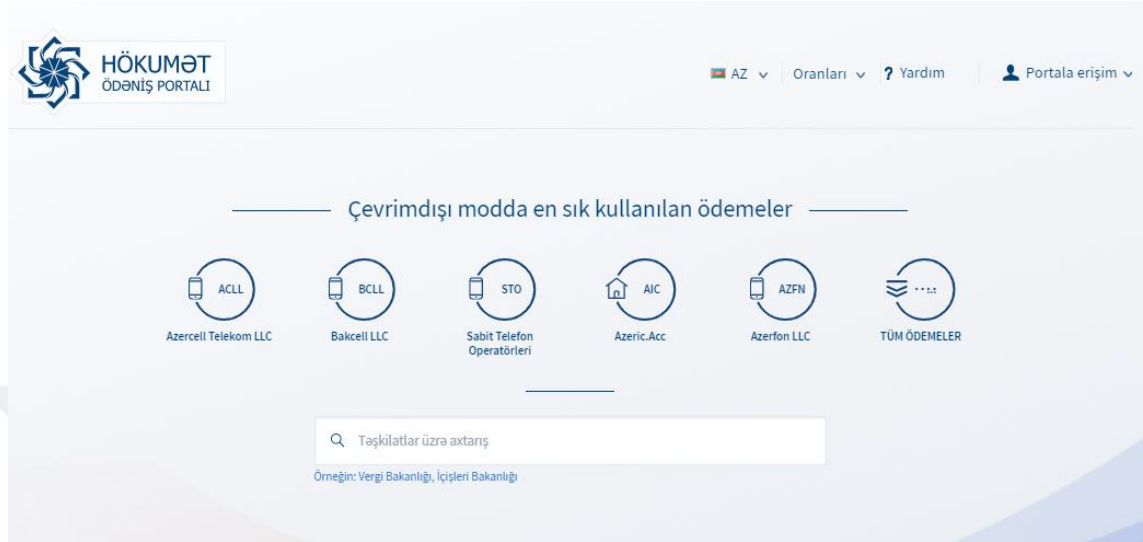 HÖKUMƏT
ÖDƏNİŞ PORTALI
AZ
Oranları
? Yardım
Portala erişim
Çevrimdışı modda en sık kullanılan ödemeler
ACLL
BCLL
STO
AIC
AZFN
Azercell Telekom LLC
Bakcell LLC
Sabit Telefon
Operatörleri
Azeric.Acc
Azerfon LLC
TÜM ÖDEMELER
Təşkilatlar üzrə axtarış
Örneğin: Vergi Bakanlığı, İçişleri Bakanlığı